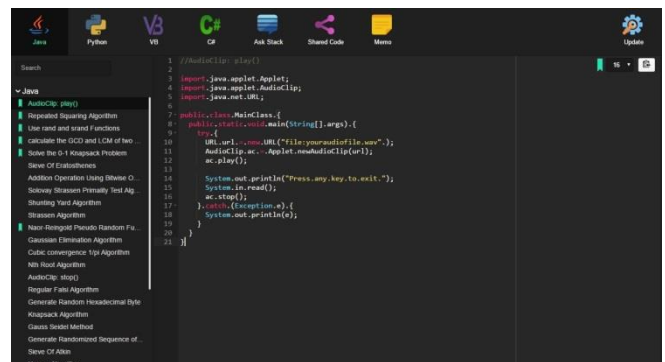 Java
Python
VB
C#
Ask Stack
Shared Code
Memo
Update
Search
Java
AudioClip: play()
Repeated Squaring Algorithm
Use rand and srand Functions
calculate the GCD and LCM of two ...
Solve the 0-1 Knapsack Problem
Sieve Of Eratosthenes
Addition Operation Using Bitwise O...
Solovay Strassen Primality Test Alg...
Shunting Yard Algorithm
Strassen Algorithm
Naor-Reingold Pseudo Random Fu...
Gaussian Elimination Algorithm
Cubic convergence 1/pi Algorithm
Nth Root Algorithm
AudioClip: stop()
Regular Falsi Algorithm
Generate Random Hexadecimal Byte
Knapsack Algorithm
Gauss Seidel Method
Generate Randomized Sequence of...
Sieve Of Atkin
1 //AudioClip: play()
2
3 import.java.applet.Applet;
4 import.java.applet.AudioClip;
5 import.java.net.URL;
6
7 public.class.MainClass.{
8 public.static.void.main(String[].args).{
9 try.{
10 URL.url.=.new.URL("file:youraudiofile.wav".);
11 AudioClip.ac.=.Applet.newAudioClip(url);
12 ac.play();
13
14 System.out.println("Press.any.key.to.exit.");
15 System.in.read();
16 ac.stop();
17 }.catch.(Exception.e).{
18 System.out.println(e);
19 }
20 }
21 }
16